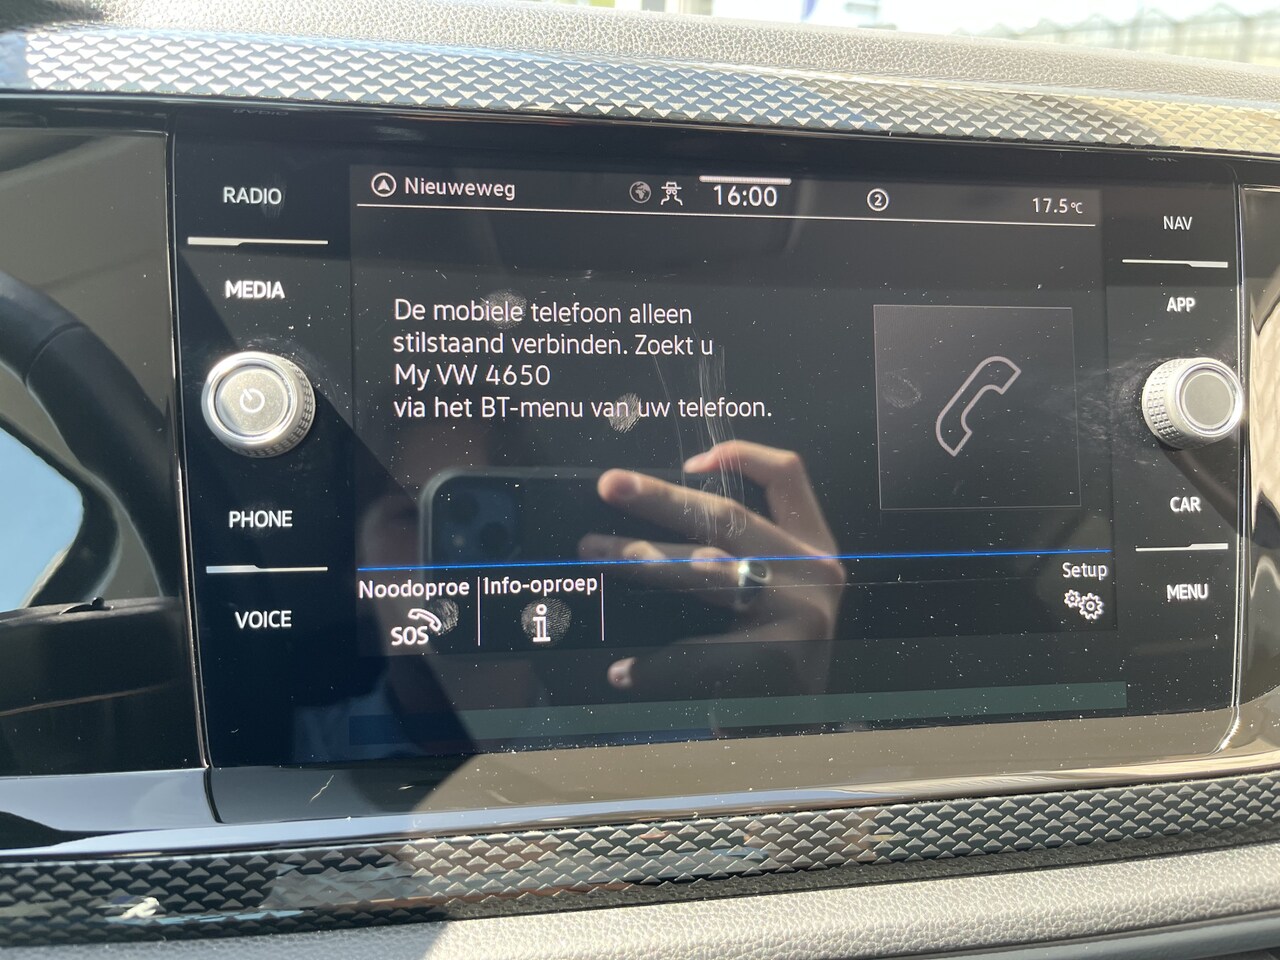 RADIO
MEDIA
PHONE
VOICE
Nieuweweg
16:00
2
17.5°C
De mobiele telefoon alleen
stilstaand verbinden. Zoekt u
My VW 4650
via het BT-menu van uw telefoon.
Noodoproe
SOS
Info-oproep
i
Setup
NAV
APP
CAR
MENU